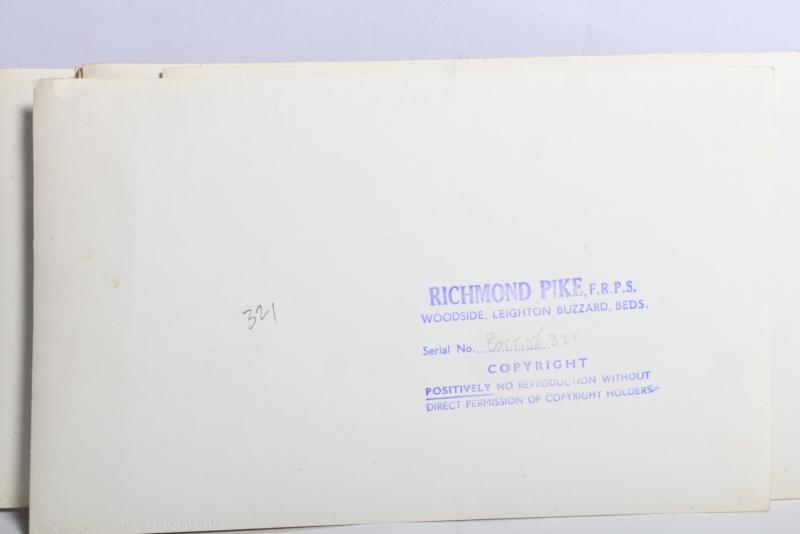 RICHMOND PIKE, F.R.P.S.
WOODSIDE, LEIGHTON BUZZARD, BEDS.
321
Serial No. 321
COPYRIGHT
POSITIVELY NO REPRODUCTION WITHOUT
DIRECT PERMISSION OF COPYRIGHT HOLDERS